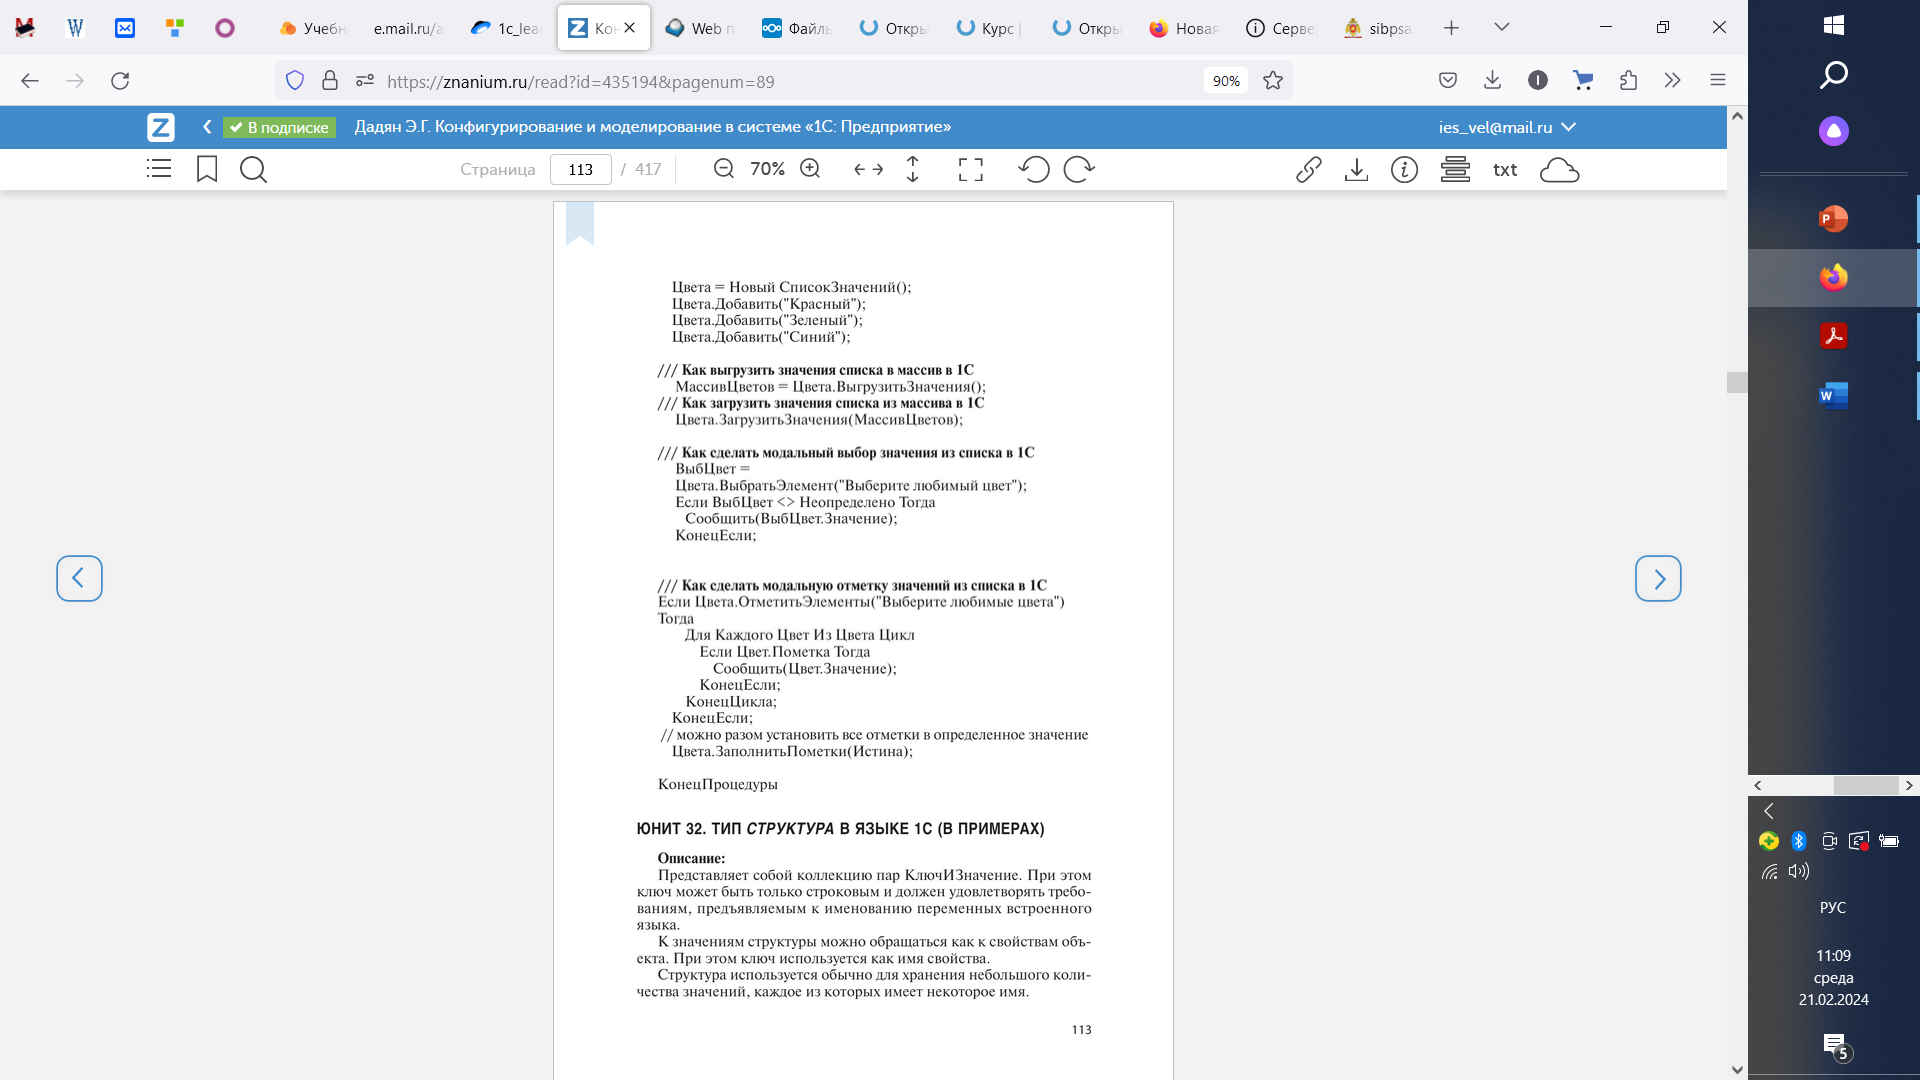 Учебн
e.mail.ru/а
1c_lear
Кон
Web п
Файль
Откры
Курс |
Откры
Новая
Серве
sibpsa
https://znanium.ru/read?id=435194&pagenum=89
90%
В подписке
Дадян Э.Г. Конфигурирование и моделирование в системе «1С: Предприятие»
ies_vel@mail.ru
Страница 113 / 417
70%
txt
Цвета = Новый СписокЗначений();
Цвета.Добавить("Красный");
Цвета.Добавить("Зеленый");
Цвета.Добавить("Синий");
/// Как выгрузить значения списка в массив в 1С
МассивЦветов = Цвета.ВыгрузитьЗначения();
/// Как загрузить значения списка из массива в 1С
Цвета.ЗагрузитьЗначения(МассивЦветов);
/// Как сделать модальный выбор значения из списка в 1С
ВыбЦвет =
Цвета.ВыбратьЭлемент("Выберите любимый цвет");
Если ВыбЦвет <> Неопределено Тогда
Сообщить(ВыбЦвет.Значение);
КонецЕсли;
/// Как сделать модальную отметку значений из списка в 1С
Если Цвета.ОтметитьЭлементы("Выберите любимые цвета")
Тогда
Для Каждого Цвет Из Цвета Цикл
Если Цвет.Пометка Тогда
Сообщить(Цвет.Значение);
КонецЕсли;
КонецЦикла;
КонецЕсли;
// можно разом установить все отметки в определенное значение
Цвета.ЗаполнитьПометки(Истина);
КонецПроцедуры
ЮНИТ 32. ТИП СТРУКТУРА В ЯЗЫКЕ 1С (В ПРИМЕРАХ)
Описание:
Представляет собой коллекцию пар КлючИЗначение. При этом
ключ может быть только строковым и должен удовлетворять требо-
ваниям, предъявляемым к именованию переменных встроенного
языка.
К значениям структуры можно обращаться как к свойствам объ-
екта. При этом ключ используется как имя свойства.
Структура используется обычно для хранения небольшого коли-
чества значений, каждое из которых имеет некоторое имя.
113
РУС
11:09
среда
21.02.2024
5